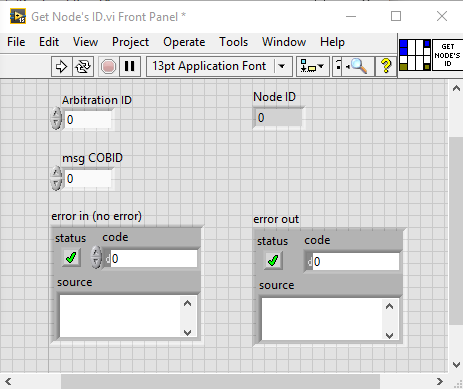 Get Node's ID.vi Front Panel *
File Edit View Project Operate Tools Window Help
13pt Application Font
?
GET
NODE'S
ID
Arbitration ID
0
Node ID
0
msg COBID
0
error in (no error)
status code
d0
source
error out
status code
d0
source